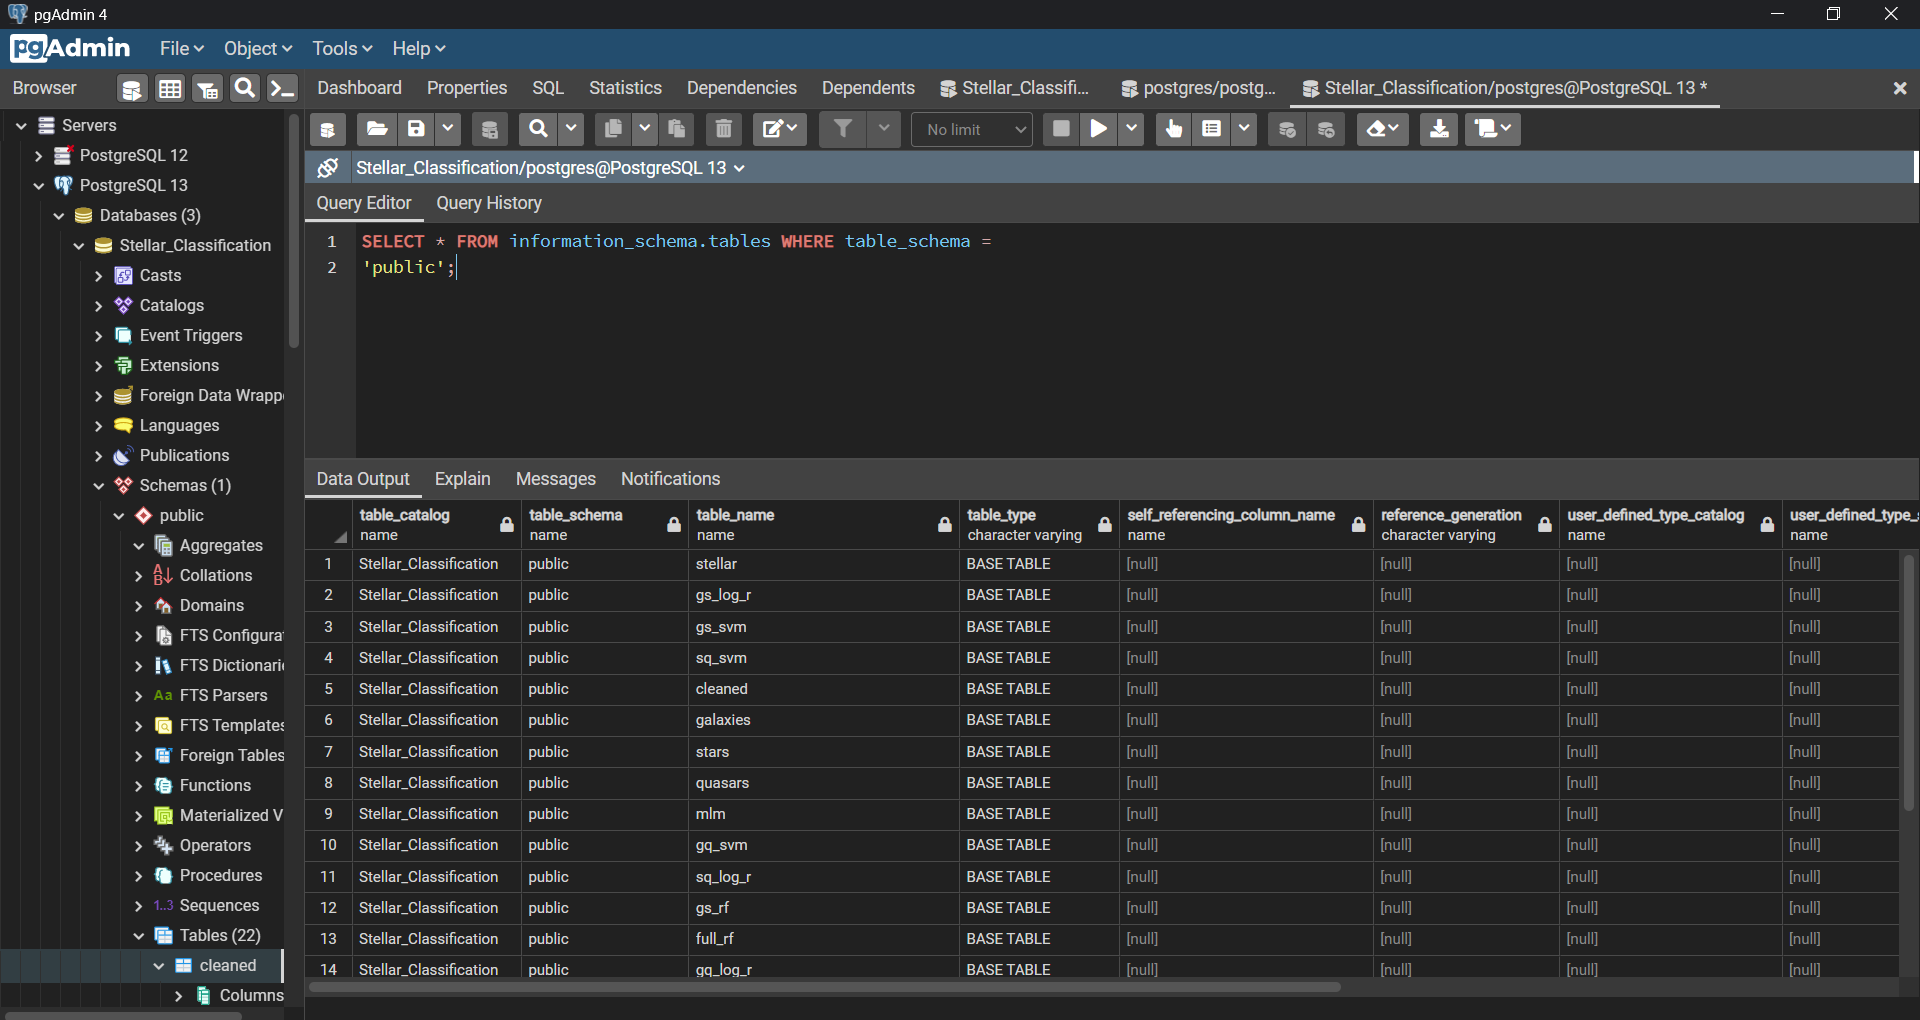 pgAdmin 4
pgAdmin File Object Tools Help
Browser
Dashboard Properties SQL Statistics Dependencies Dependents Stellar_Classifi... postgres/postg... Stellar_Classification/postgres@PostgreSQL 13 *
No limit
Stellar_Classification/postgres@PostgreSQL 13
Query Editor Query History
1 SELECT * FROM information_schema.tables WHERE table_schema =
2 'public';
Servers
PostgreSQL 12
PostgreSQL 13
Databases (3)
Stellar_Classification
Casts
Catalogs
Event Triggers
Extensions
Foreign Data Wrapp
Languages
Publications
Schemas (1)
public
Aggregates
Collations
Domains
FTS Configura
FTS Dictionari
Aa FTS Parsers
FTS Templates
Foreign Tables
Functions
Materialized V
Operators
Procedures
1..3 Sequences
Tables (22)
cleaned
Columns
Data Output Explain Messages Notifications
table_catalog table_schema table_name table_type self_referencing_column_name reference_generation user_defined_type_catalog user_defined_type_
name name name character varying name character varying name name
1 Stellar_Classification public stellar BASE TABLE [null] [null] [null] [null]
2 Stellar_Classification public gs_log_r BASE TABLE [null] [null] [null] [null]
3 Stellar_Classification public gs_svm BASE TABLE [null] [null] [null] [null]
4 Stellar_Classification public sq_svm BASE TABLE [null] [null] [null] [null]
5 Stellar_Classification public cleaned BASE TABLE [null] [null] [null] [null]
6 Stellar_Classification public galaxies BASE TABLE [null] [null] [null] [null]
7 Stellar_Classification public stars BASE TABLE [null] [null] [null] [null]
8 Stellar_Classification public quasars BASE TABLE [null] [null] [null] [null]
9 Stellar_Classification public mlm BASE TABLE [null] [null] [null] [null]
10 Stellar_Classification public gq_svm BASE TABLE [null] [null] [null] [null]
11 Stellar_Classification public sq_log_r BASE TABLE [null] [null] [null] [null]
12 Stellar_Classification public gs_rf BASE TABLE [null] [null] [null] [null]
13 Stellar_Classification public full_rf BASE TABLE [null] [null] [null] [null]
14 Stellar_Classification public gq_log_r BASE TABLE [null] [null] [null] [null]